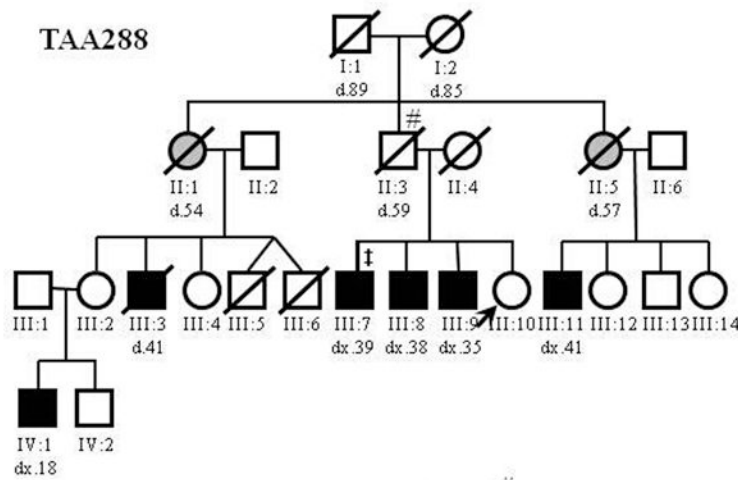 TAA288
I:1 I:2
d.89 d.85
#
II:1 II:2 II:3 II:4 II:5 II:6
d.54 d.59 d.57
‡
III:1 III:2 III:3 III:4 III:5 III:6 III:7 III:8 III:9 III:10 III:11 III:12 III:13 III:14
d.41 dx.39 dx.38 dx.35 dx.41
IV:1 IV:2
dx.18